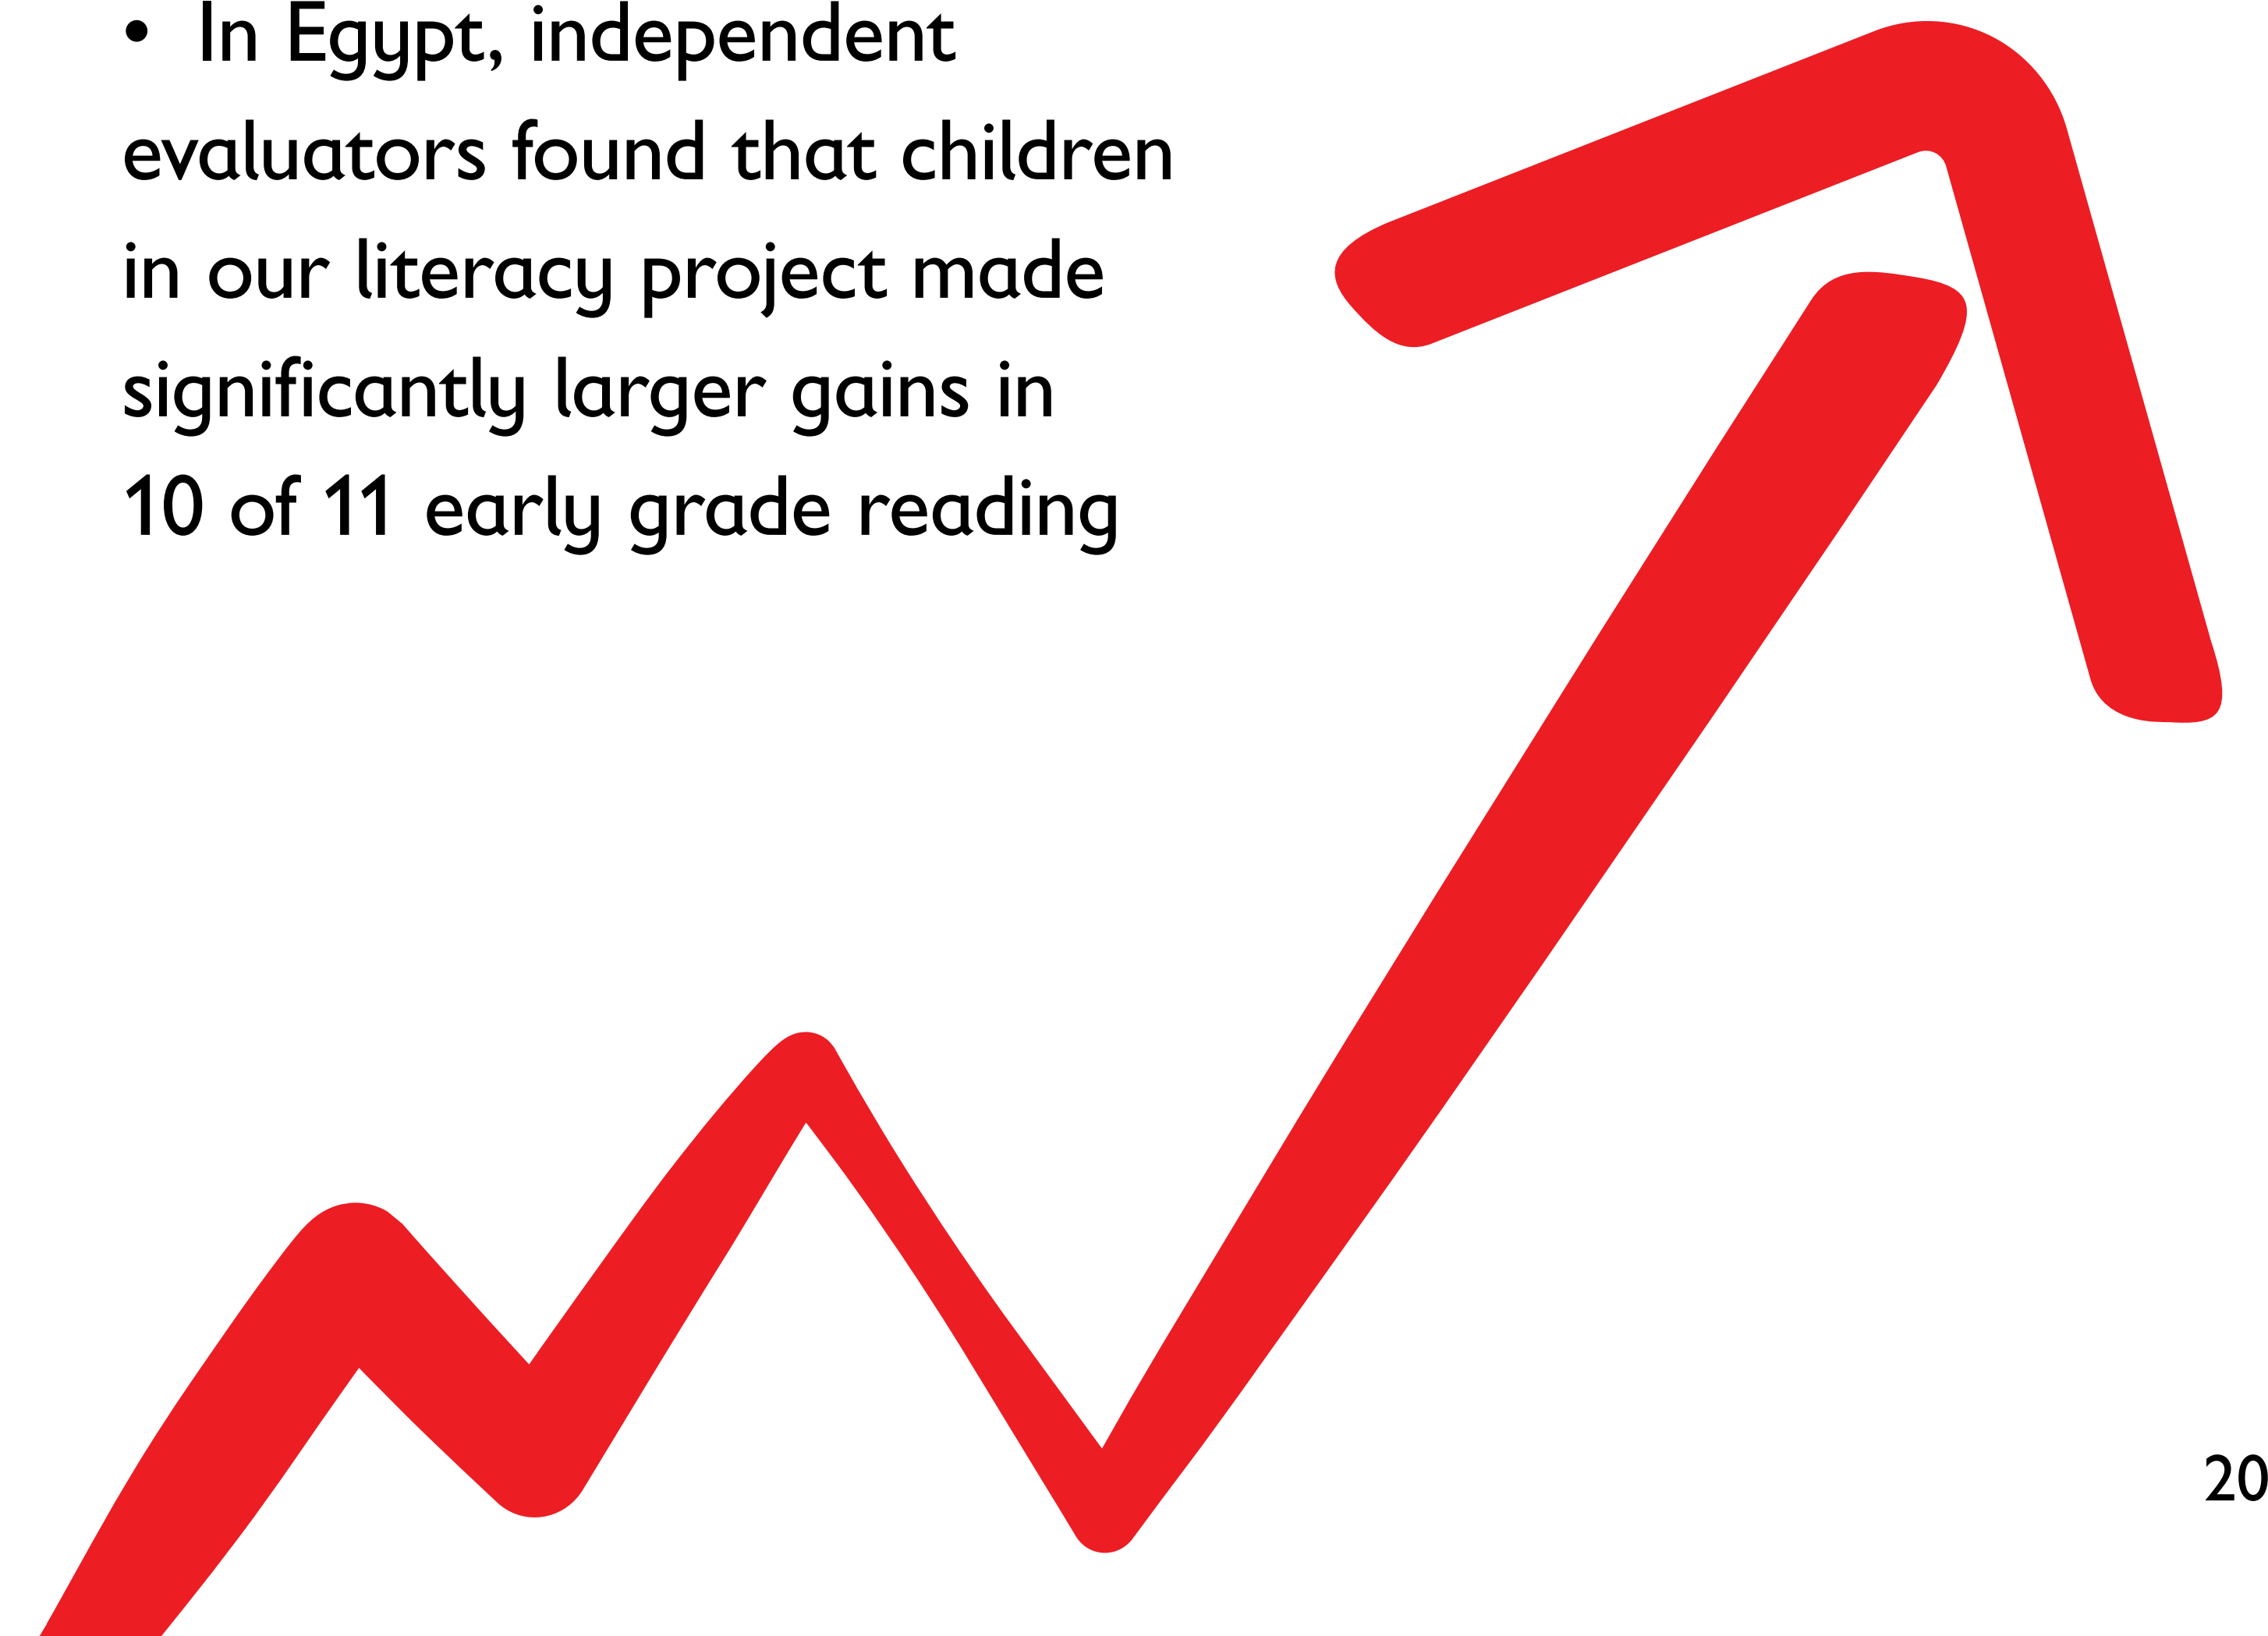 • In Egypt, independent
evaluators found that children
in our literacy project made
significantly larger gains in
10 of 11 early grade reading
20